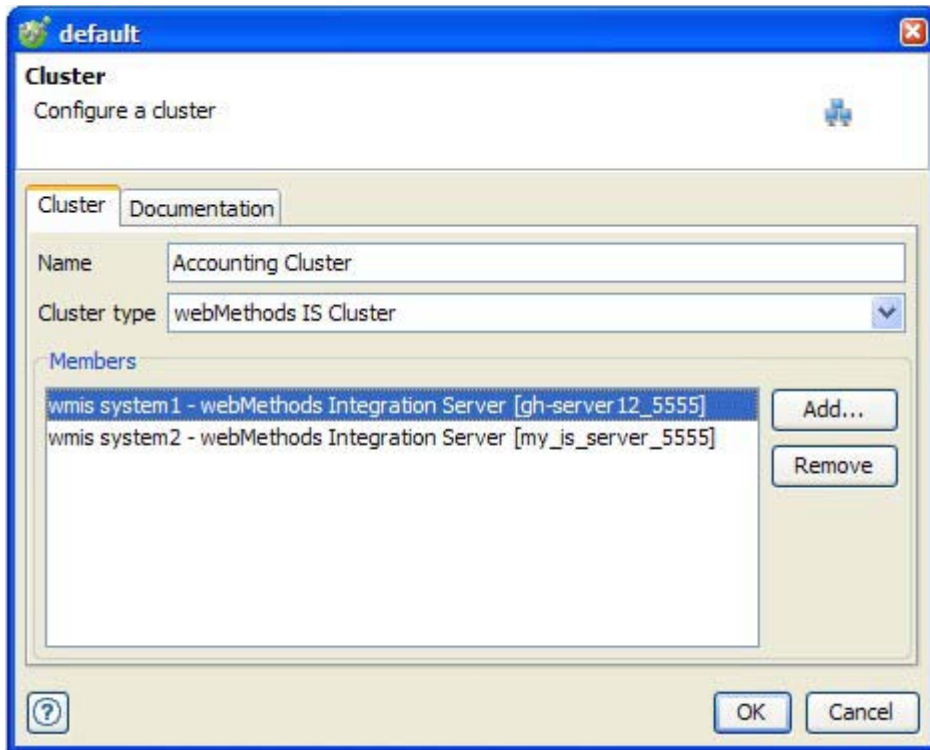 default
Cluster
Configure a cluster
Cluster Documentation
Name Accounting Cluster
Cluster type webMethods IS Cluster
Members
wmis system1 - webMethods Integration Server [gh-server12_5555]
Add...
wmis system2 - webMethods Integration Server [my_is_server_5555]
Remove
? OK Cancel